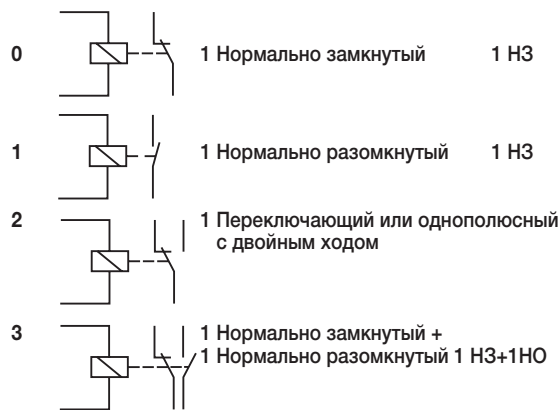 0 1 Нормально замкнутый 1 НЗ
1 1 Нормально разомкнутый 1 НЗ
2 1 Переключающий или однополюсный
с двойным ходом
3 1 Нормально замкнутый +
1 Нормально разомкнутый 1 НЗ+1НО